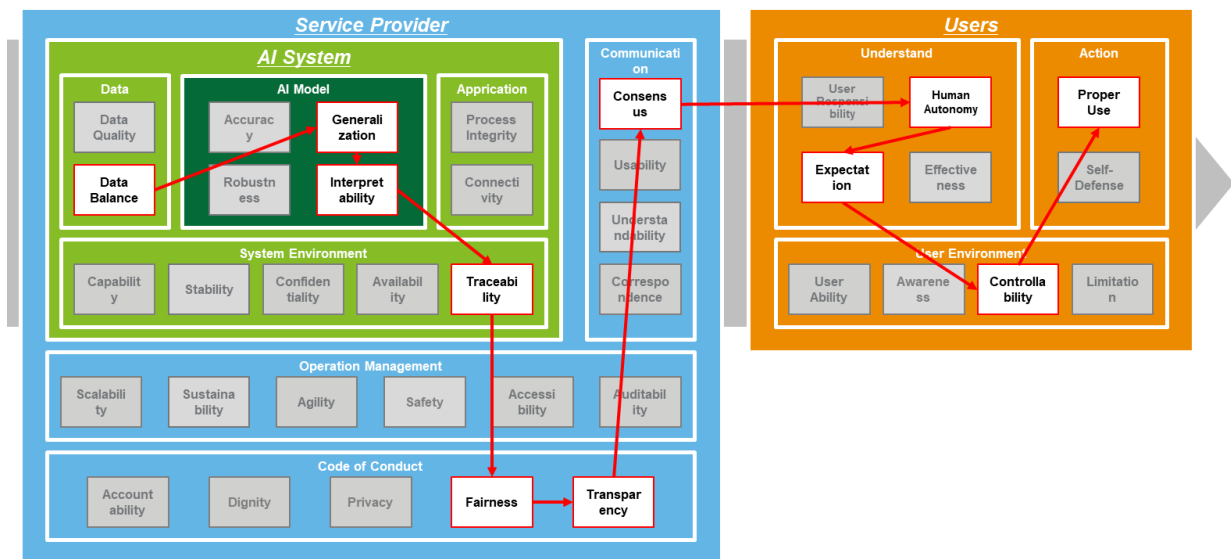 Service Provider
AI System
Data
Data
Quality
Data
Balance
AI Model
Accurac
y
Generali
zation
Robustn
ess
Interpret
ability
Apprication
Process
Integrity
Connecti
vity
System Environment
Capabilit
y
Stability
Confiden
tiality
Availabil
ity
Traceabi
lity
Communicati
on
Consens
us
Usability
Understa
ndability
Correspo
ndence
Operation Management
Scalabili
ty
Sustaina
bility
Agility
Safety
Accessi
bility
Auditabil
ity
Code of Conduct
Account
ability
Dignity
Privacy
Fairness
Transpar
ency
Users
Understand
User
Responsi
bility
Human
Autonomy
Expectat
ion
Effective
ness
Action
Proper
Use
Self-
Defense
User Environment
User
Ability
Awarene
ss
Controlla
bility
Limitatio
n